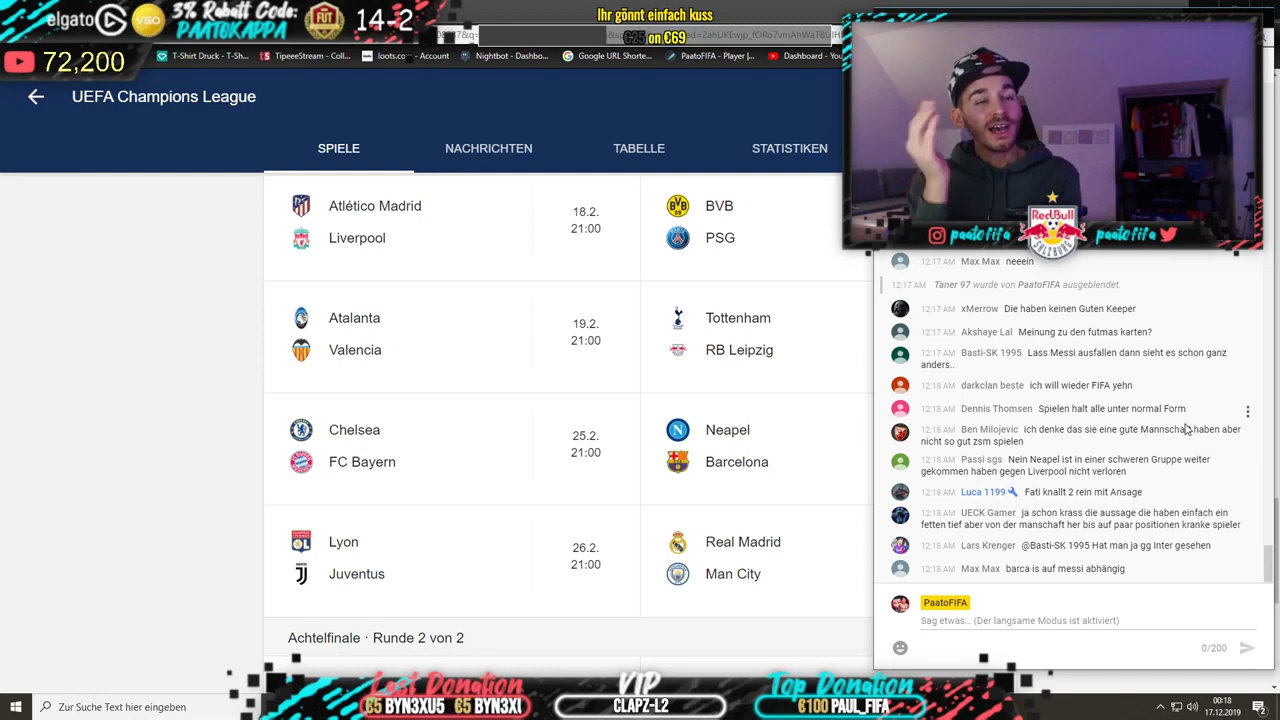 elgato
VGO
3% Rabatt Code:
PAATOKAPPA
FUT
14-2
Ihr gönnt einfach kuss
€25 on €69
72,200
T-Shirt Druck - T-Sh...
TipeeeStream - Coll...
loots.com - Account
Nightbot - Dashbo...
Google URL Shorte...
PaatoFIFA - Player |...
Dashboard - You
UEFA Champions League
SPIELE
NACHRICHTEN
TABELLE
STATISTIKEN
Atlético Madrid
Liverpool
18.2.
21:00
BVB
PSG
Atalanta
Valencia
19.2.
21:00
Tottenham
RB Leipzig
Chelsea
FC Bayern
25.2.
21:00
Neapel
Barcelona
Lyon
Juventus
26.2.
21:00
Real Madrid
Man City
Achtelfinale · Runde 2 von 2
paatofifa
RedBull
SALZBURG
paatofifa
12:17 AM Max Max neeein
12:17 AM Taner 97 wurde von PaatoFIFA ausgeblendet.
12:17 AM xMerrow Die haben keinen Guten Keeper
12:17 AM Akshaye Lal Meinung zu den futmas karten?
12:17 AM Basti-SK 1995 Lass Messi ausfallen dann sieht es schon ganz
anders..
12:18 AM darkclan beste ich will wieder FIFA yehn
12:18 AM Dennis Thomsen Spielen halt alle unter normal Form
12:18 AM Ben Milojevic ich denke das sie eine gute Mannschaft haben aber
nicht so gut zsm spielen
12:18 AM Passi sgs Nein Neapel ist in einer schweren Gruppe weiter
gekommen haben gegen Liverpool nicht verloren
12:18 AM Luca 1199 Fati knallt 2 rein mit Ansage
12:18 AM UECK Gamer ja schon krass die aussage die haben einfach ein
fetten tief aber von der manschaft her bis auf paar positionen kranke spieler
12:18 AM Lars Krenger @Basti-SK 1995 Hat man ja gg Inter gesehen
12:18 AM Max Max barca is auf messi abhängig
PaatoFIFA
Sag etwas... (Der langsame Modus ist aktiviert)
0/200
Last Donation
€5 BYN3XU5 €5 BYN3X
VIP
CLAPZ-L2
Top Donation
€100 PAUL_FIFA
Zur Suche Text hier eingeben
00:18
17.12.2019
2